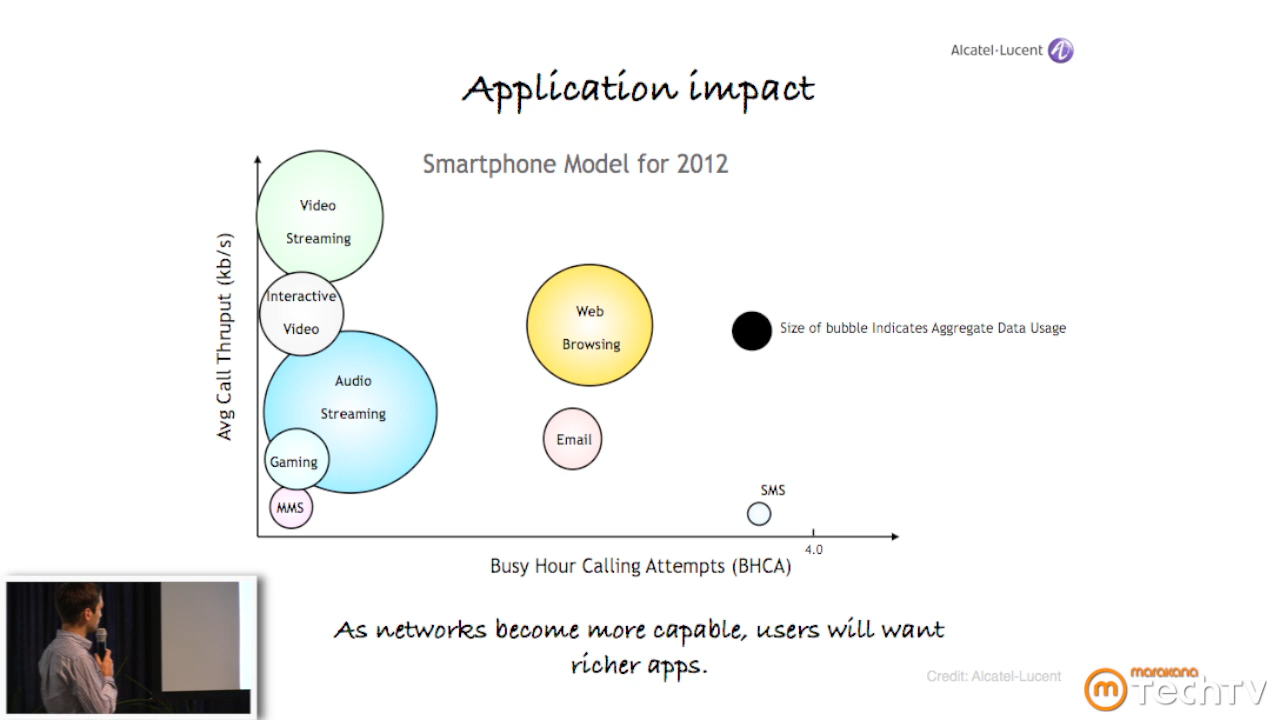 Alcatel·Lucent
Application impact
Smartphone Model for 2012
Avg Call Thruput (kb/s)
Video
Streaming
Interactive
Video
Audio
Streaming
Gaming
MMS
Web
Browsing
Email
Size of bubble Indicates Aggregate Data Usage
SMS
4.0
Busy Hour Calling Attempts (BHCA)
As networks become more capable, users will want
richer apps.
Credit: Alcatel-Lucent
marakana
TechTV